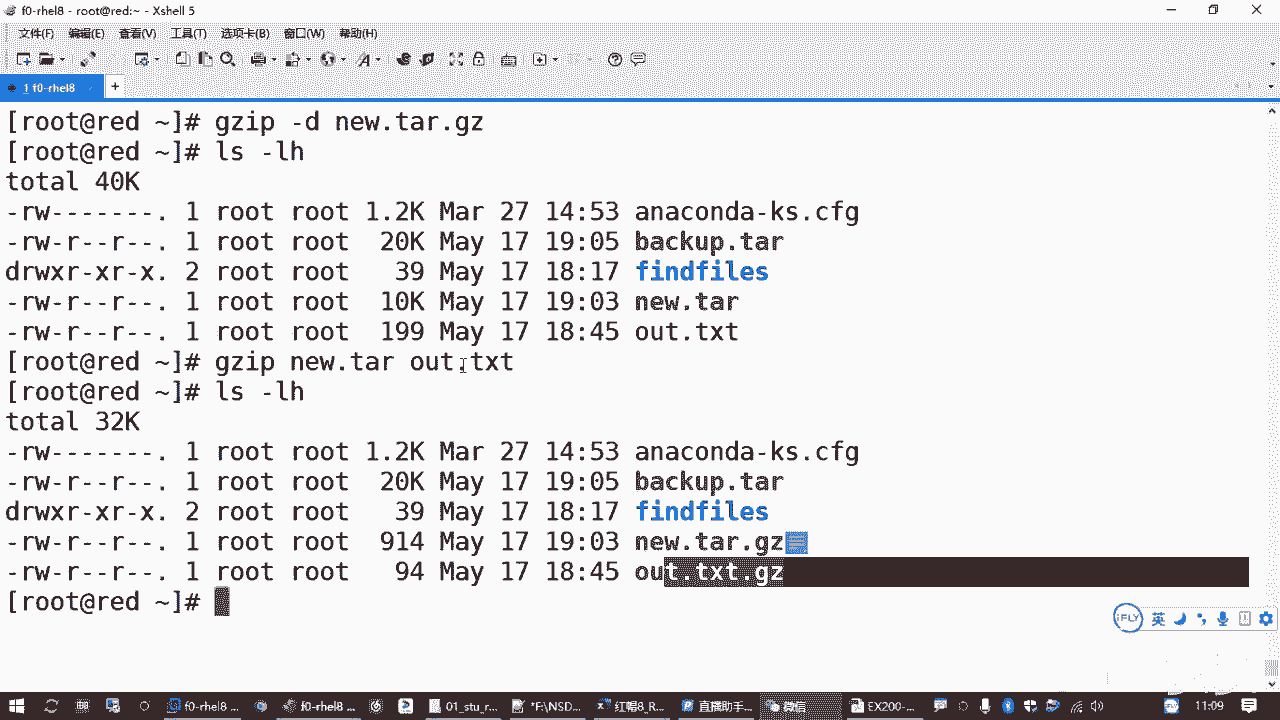 f0-rhel8 - root@red:~ - Xshell 5
文件(F) 编辑(E) 查看(V) 工具(T) 选项卡(B) 窗口(W) 帮助(H)
1 f0-rhel8
[root@red ~]# gzip -d new.tar.gz
[root@red ~]# ls -lh
total 40K
-rw-------. 1 root root 1.2K Mar 27 14:53 anaconda-ks.cfg
-rw-r--r--. 1 root root 20K May 17 19:05 backup.tar
drwxr-xr-x. 2 root root 39 May 17 18:17 findfiles
-rw-r--r--. 1 root root 10K May 17 19:03 new.tar
-rw-r--r--. 1 root root 199 May 17 18:45 out.txt
[root@red ~]# gzip new.tar out.txt
[root@red ~]# ls -lh
total 32K
-rw-------. 1 root root 1.2K Mar 27 14:53 anaconda-ks.cfg
-rw-r--r--. 1 root root 20K May 17 19:05 backup.tar
drwxr-xr-x. 2 root root 39 May 17 18:17 findfiles
-rw-r--r--. 1 root root 914 May 17 19:03 new.tar.gz
-rw-r--r--. 1 root root 94 May 17 18:45 out.txt.gz
[root@red ~]#
iFLY 英
f0-rhel8 ... f0-rhel8 ... 01_stu_r... *F:\NSD... 红帽8_R... 直播助手... 微信 EX200-... iFLY 11:09